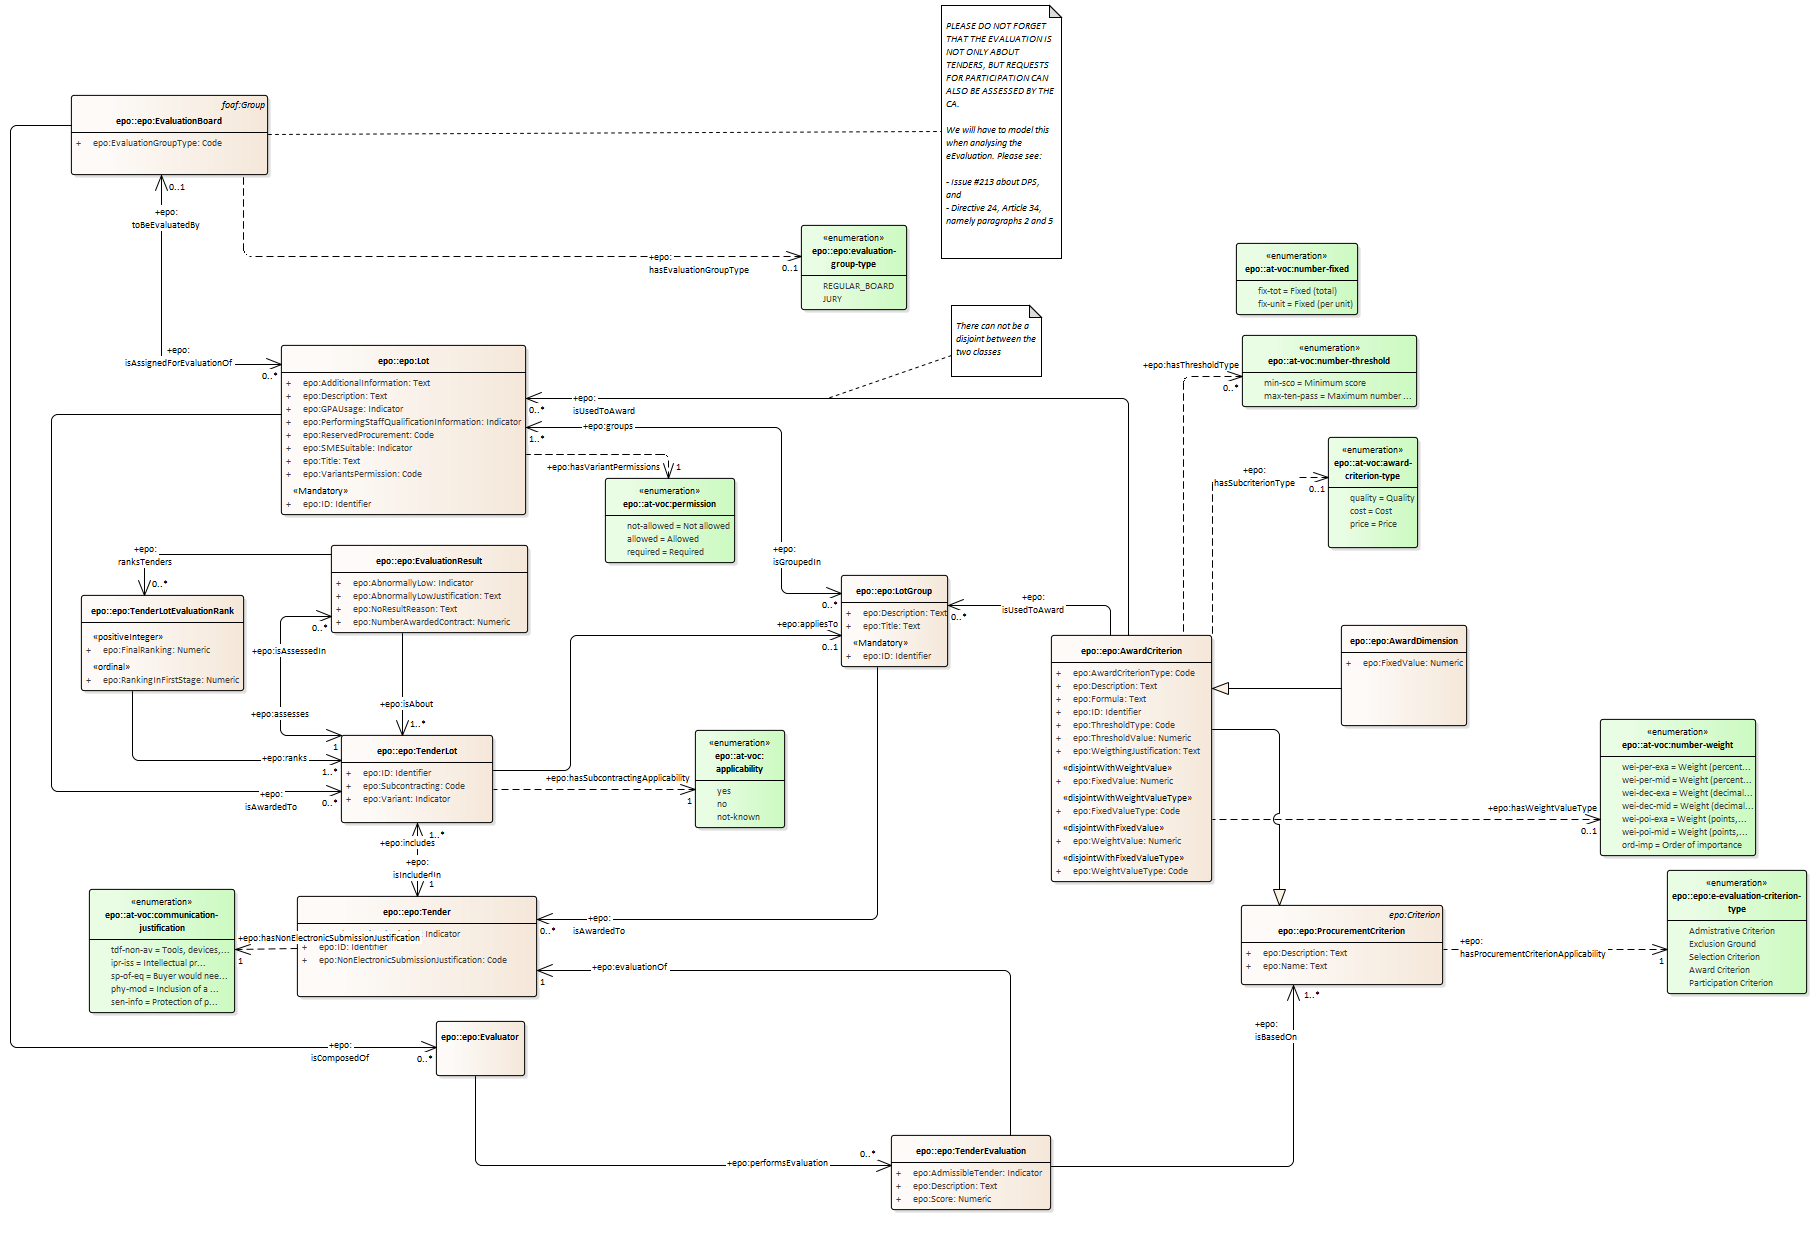 PLEASE DO NOT FORGET
THAT THE EVALUATION IS
NOT ONLY ABOUT
TENDERS, BUT REQUESTS
FOR PARTICIPATION CAN
ALSO BE ASSESSED BY THE
CA.
We will have to model this
when analysing the
eEvaluation. Please see:
- Issue #213 about DPS,
and
- Directive 24, Article 34,
namely paragraphs 2 and 5
foaf:Group
epo::epo:EvaluationBoard
+ epo:EvaluationGroupType: Code
0..1
+epo:
toBeEvaluatedBy
+epo:
hasEvaluationGroupType
0..1
«enumeration»
epo::epo:evaluation-
group-type
REGULAR_BOARD
JURY
«enumeration»
epo::at-voc:number-fixed
fix-tot = Fixed (total)
fix-unit = Fixed (per unit)
There can not be a
disjoint between the
two classes
+epo:
isAssignedForEvaluationOf
0..*
epo::epo:Lot
+ epo:AdditionalInformation: Text
+ epo:Description: Text
+ epo:GPAUsage: Indicator
+ epo:PerformingStaffQualificationInformation: Indicator
+ epo:ReservedProcurement: Code
+ epo:SMESuitable: Indicator
+ epo:Title: Text
+ epo:VariantsPermission: Code
«Mandatory»
+ epo:ID: Identifier
+epo:
isUsedToAward
0..*
+epo:groups
1..*
+epo:hasVariantPermissions
1
«enumeration»
epo::at-voc:permission
not-allowed = Not allowed
allowed = Allowed
required = Required
+epo:hasThresholdType
0..*
«enumeration»
epo::at-voc:number-threshold
min-sco = Minimum score
max-ten-pass = Maximum number ...
+epo:
hasSubcriterionType
0..1
«enumeration»
epo::at-voc:award-
criterion-type
quality = Quality
cost = Cost
price = Price
+epo:
ranksTenders
0..*
epo::epo:EvaluationResult
+ epo:AbnormallyLow: Indicator
+ epo:AbnormallyLowJustification: Text
+ epo:NoResultReason: Text
+ epo:NumberAwardedContract: Numeric
+epo:
isGroupedIn
0..*
epo::epo:LotGroup
+ epo:Description: Text
+ epo:Title: Text
«Mandatory»
+ epo:ID: Identifier
+epo:
isUsedToAward
0..*
epo::epo:TenderLotEvaluationRank
«positiveInteger»
+ epo:FinalRanking: Numeric
«ordinal»
+ epo:RankingInFirstStage: Numeric
0..*
+epo:isAssessedIn
+epo:appliesTo
0..1
epo::epo:AwardCriterion
+ epo:AwardCriterionType: Code
+ epo:Description: Text
+ epo:Formula: Text
+ epo:ID: Identifier
+ epo:ThresholdType: Code
+ epo:ThresholdValue: Numeric
+ epo:WeigthingJustification: Text
«disjointWithWeightValue»
+ epo:FixedValue: Numeric
«disjointWithWeightValueType»
+ epo:FixedValueType: Code
«disjointWithFixedValue»
+ epo:WeightValue: Numeric
«disjointWithFixedValueType»
+ epo:WeightValueType: Code
epo::epo:AwardDimension
+ epo:FixedValue: Numeric
+epo:assesses
1
+epo:isAbout
1..*
+epo:ranks
1..*
+epo:
isAwardedTo
0..*
epo::epo:TenderLot
+ epo:ID: Identifier
+ epo:Subcontracting: Code
+ epo:Variant: Indicator
+epo:hasSubcontractingApplicability
1
«enumeration»
epo::at-voc:
applicability
yes
no
not-known
+epo:hasWeightValueType
0..1
«enumeration»
epo::at-voc:number-weight
wei-per-exa = Weight (percent...
wei-per-mid = Weight (percent...
wei-dec-exa = Weight (decimal...
wei-dec-mid = Weight (decimal...
wei-poi-exa = Weight (points,...
wei-poi-mid = Weight (points,...
ord-imp = Order of importance
1..*
+epo:includes
+epo:
isIncludedIn
1
«enumeration»
epo::at-voc:communication-
justification
tdf-non-av = Tools, devices,...
ipr-iss = Intellectual pr...
sp-of-eq = Buyer would nee...
phy-mod = Inclusion of a ...
sen-info = Protection of p...
+epo:hasNonElectronicSubmissionJustification
1
epo::epo:Tender
Indicator
+ epo:ID: Identifier
+ epo:NonElectronicSubmissionJustification: Code
+epo:
isAwardedTo
0..*
+epo:evaluationOf
1
epo:Criterion
epo::epo:ProcurementCriterion
+ epo:Description: Text
+ epo:Name: Text
+epo:
hasProcurementCriterionApplicability
1
«enumeration»
epo::epo:e-evaluation-criterion-
type
Admistrative Criterion
Exclusion Ground
Selection Criterion
Award Criterion
Participation Criterion
1..*
+epo:
isBasedOn
+epo:
isComposedOf
0..*
epo::epo:Evaluator
+epo:performsEvaluation
0..*
epo::epo:TenderEvaluation
+ epo:AdmissibleTender: Indicator
+ epo:Description: Text
+ epo:Score: Numeric